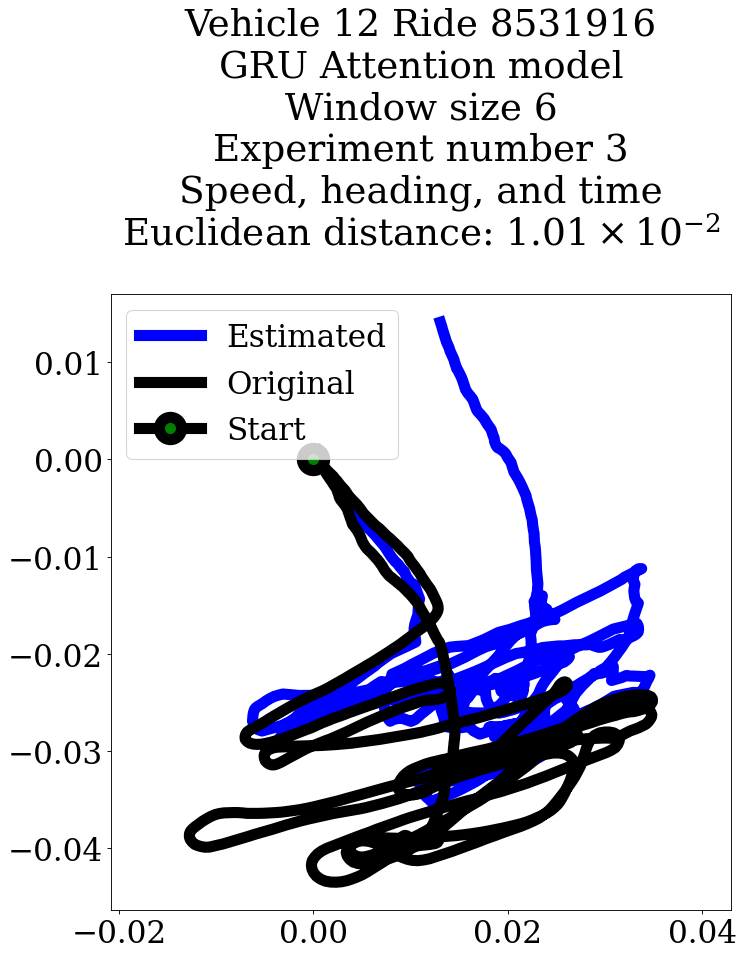 Vehicle 12 Ride 8531916
GRU Attention model
Window size 6
Experiment number 3
Speed, heading, and time
Euclidean distance: 1.01 × 10⁻²
Estimated
Original
Start
0.01
0.00
−0.01
−0.02
−0.03
−0.04
−0.02 0.00 0.02 0.04